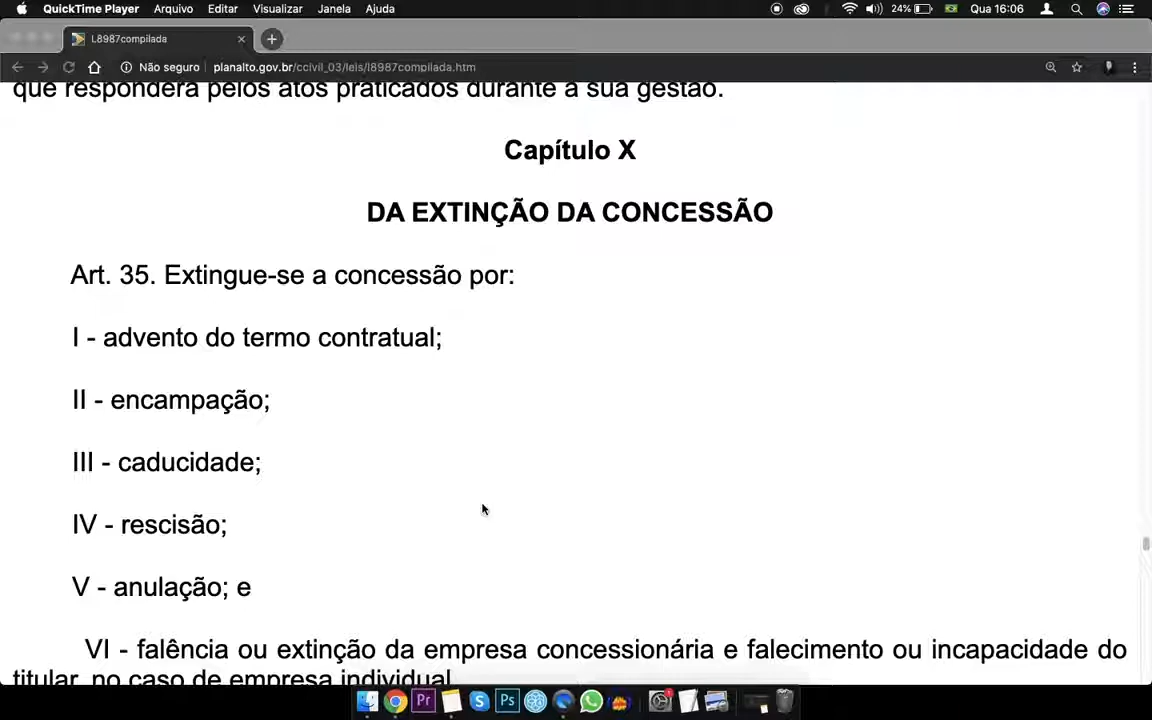 QuickTime Player Arquivo Editar Visualizar Janela Ajuda 24% Qua 16:06
L8987compilada
Não seguro planalto.gov.br/ccivil_03/leis/l8987compilada.htm
que responderá pelos atos praticados durante a sua gestão.
Capítulo X
DA EXTINÇÃO DA CONCESSÃO
Art. 35. Extingue-se a concessão por:
I - advento do termo contratual;
II - encampação;
III - caducidade;
IV - rescisão;
V - anulação; e
VI - falência ou extinção da empresa concessionária e falecimento ou incapacidade do
titular, no caso de empresa individual.
Pr Ps